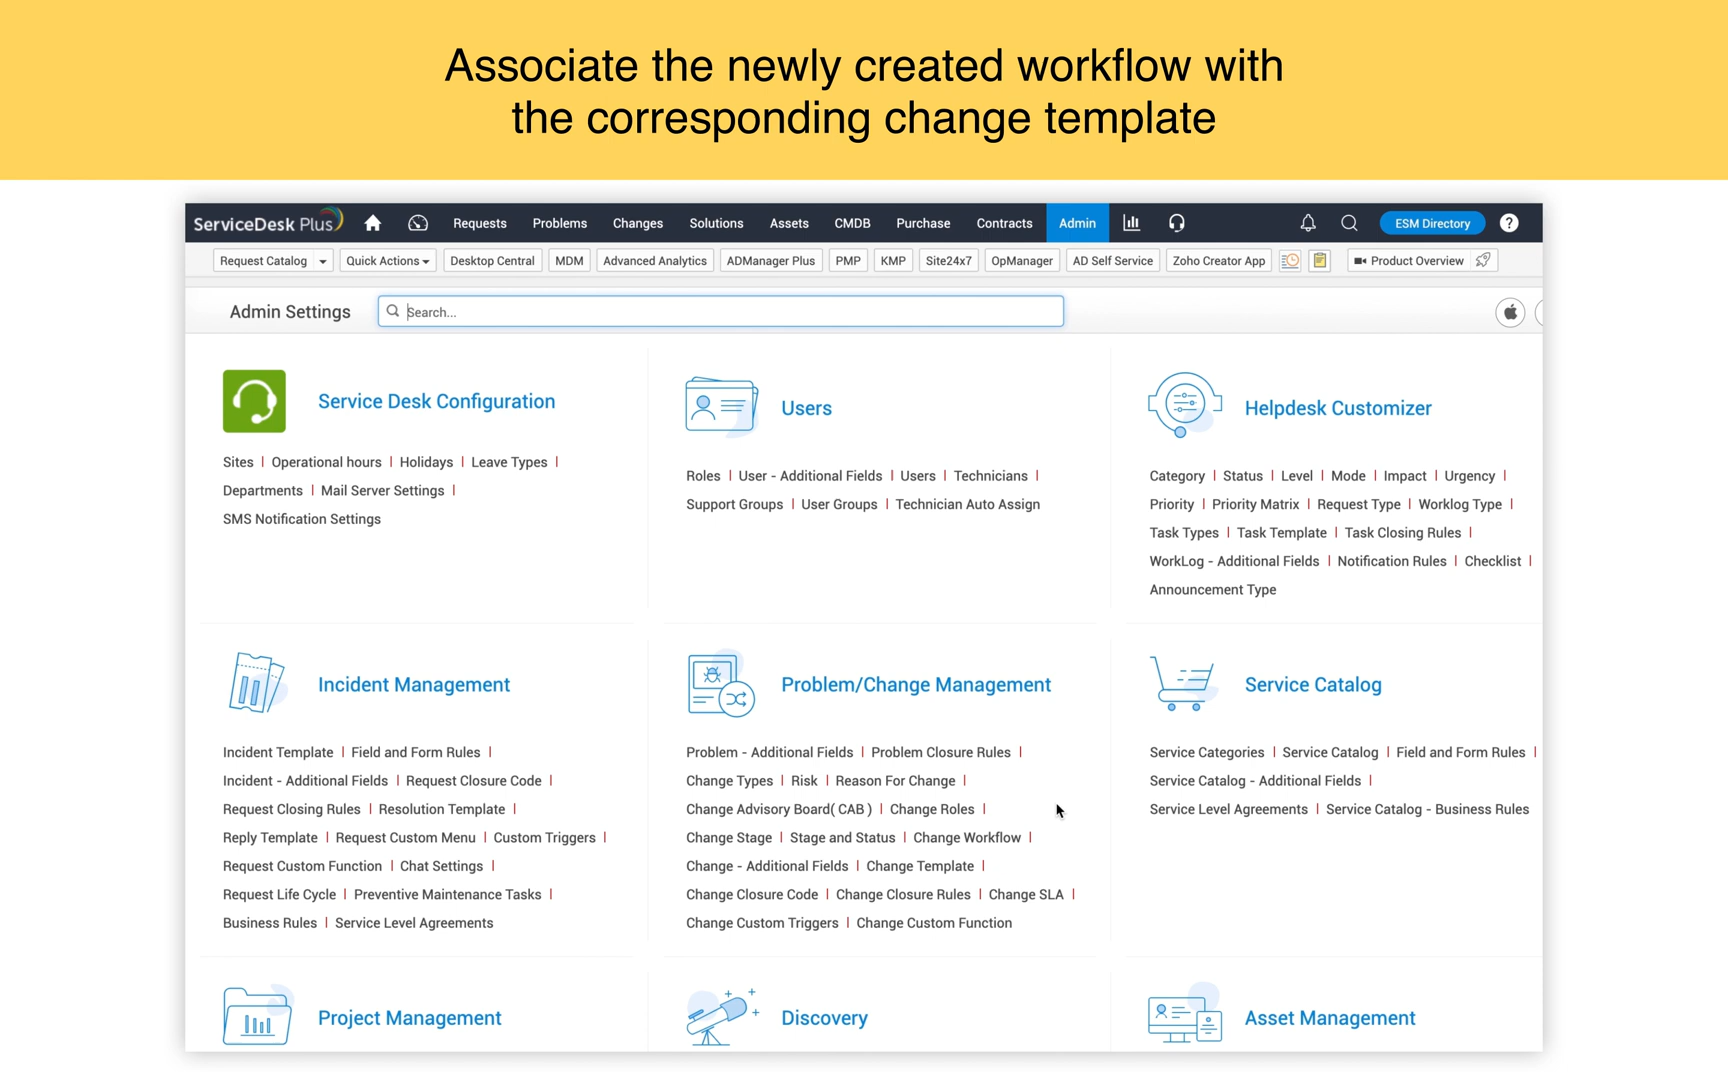 Associate the newly created workflow with
the corresponding change template
ServiceDesk Plus Requests Problems Changes Solutions Assets CMDB Purchase Contracts Admin ESM Directory ?
Request Catalog Quick Actions Desktop Central MDM Advanced Analytics ADManager Plus PMP KMP Site24x7 OpManager AD Self Service Zoho Creator App Product Overview
Admin Settings Search...
Service Desk Configuration
Sites | Operational hours | Holidays | Leave Types |
Departments | Mail Server Settings |
SMS Notification Settings
Users
Roles | User - Additional Fields | Users | Technicians |
Support Groups | User Groups | Technician Auto Assign
Helpdesk Customizer
Category | Status | Level | Mode | Impact | Urgency |
Priority | Priority Matrix | Request Type | Worklog Type |
Task Types | Task Template | Task Closing Rules |
WorkLog - Additional Fields | Notification Rules | Checklist |
Announcement Type
Incident Management
Incident Template | Field and Form Rules |
Incident - Additional Fields | Request Closure Code |
Request Closing Rules | Resolution Template |
Reply Template | Request Custom Menu | Custom Triggers |
Request Custom Function | Chat Settings |
Request Life Cycle | Preventive Maintenance Tasks |
Business Rules | Service Level Agreements
Problem/Change Management
Problem - Additional Fields | Problem Closure Rules |
Change Types | Risk | Reason For Change |
Change Advisory Board( CAB ) | Change Roles |
Change Stage | Stage and Status | Change Workflow |
Change - Additional Fields | Change Template |
Change Closure Code | Change Closure Rules | Change SLA |
Change Custom Triggers | Change Custom Function
Service Catalog
Service Categories | Service Catalog | Field and Form Rules |
Service Catalog - Additional Fields |
Service Level Agreements | Service Catalog - Business Rules
Project Management
Discovery
Asset Management